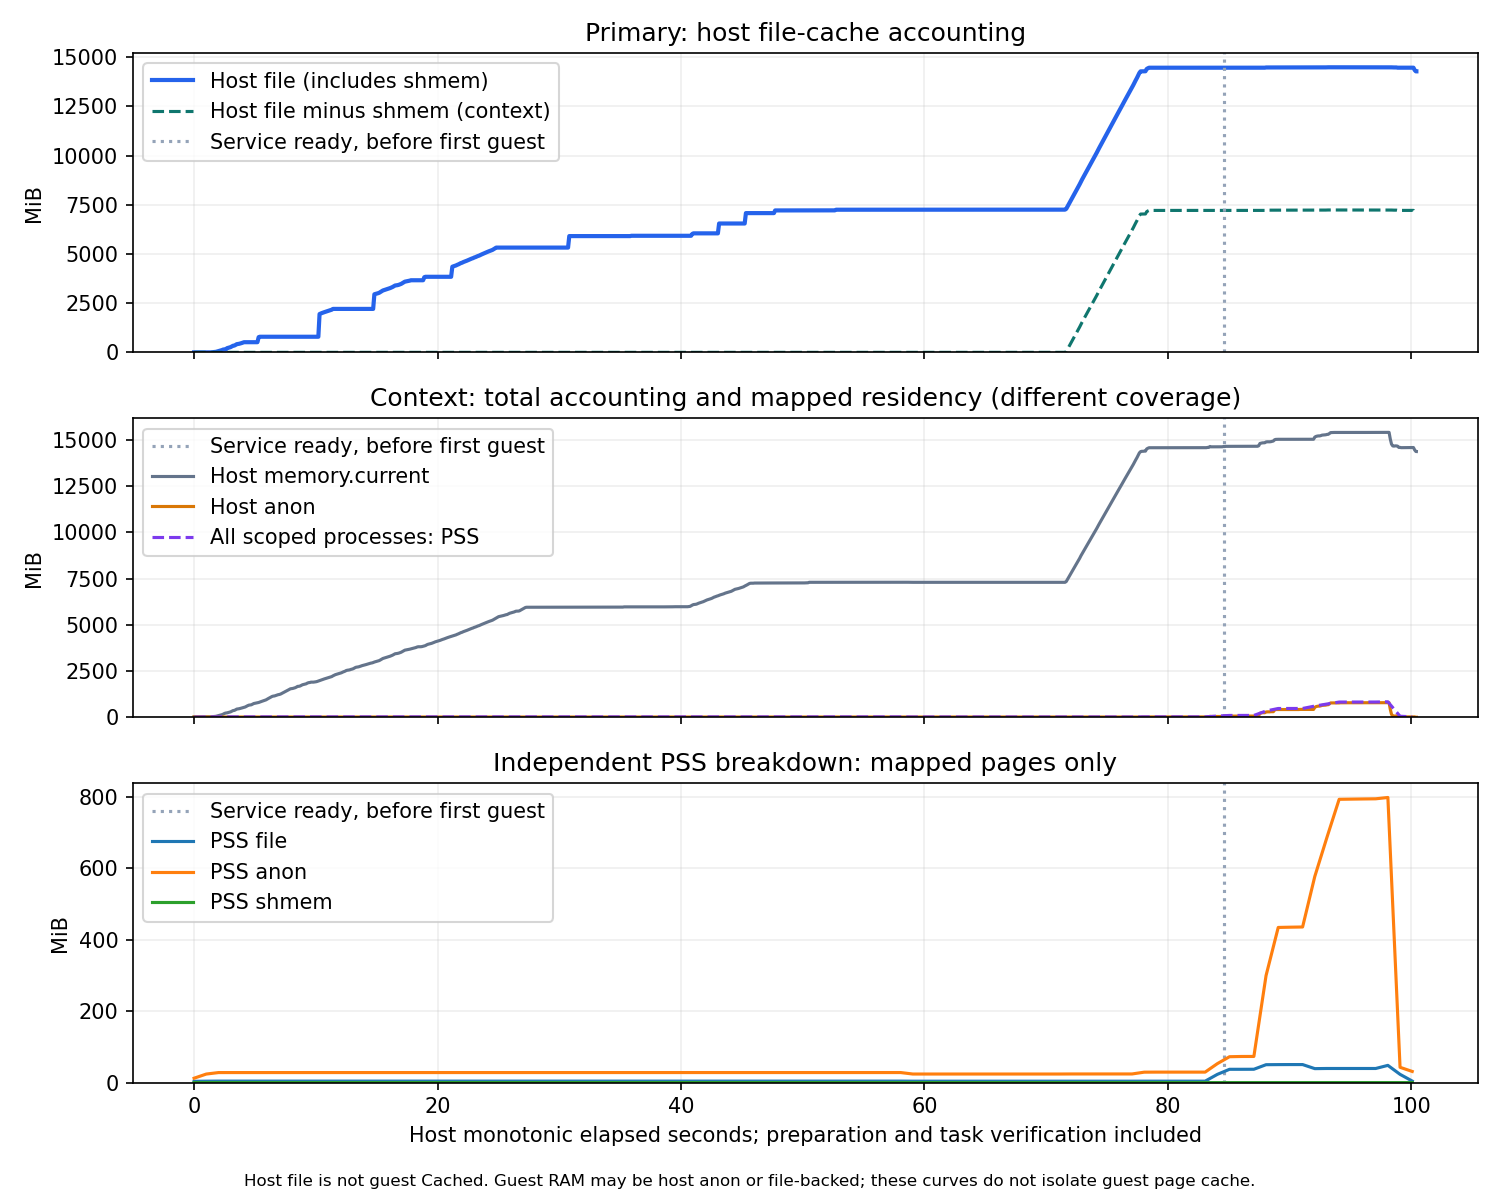 Primary: host file-cache accounting
15000
12500
10000
7500
5000
2500
0
MiB
Host file (includes shmem)
Host file minus shmem (context)
Service ready, before first guest
Context: total accounting and mapped residency (different coverage)
15000
12500
10000
7500
5000
2500
0
MiB
Service ready, before first guest
Host memory.current
Host anon
All scoped processes: PSS
Independent PSS breakdown: mapped pages only
800
600
400
200
0
MiB
Service ready, before first guest
PSS file
PSS anon
PSS shmem
0 20 40 60 80 100
Host monotonic elapsed seconds; preparation and task verification included
Host file is not guest Cached. Guest RAM may be host anon or file-backed; these curves do not isolate guest page cache.